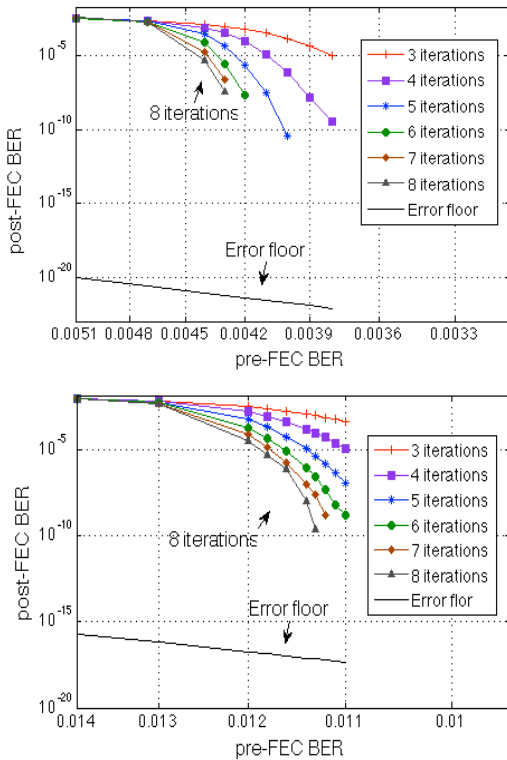 10⁻⁵
10⁻¹⁰
10⁻¹⁵
10⁻²⁰
post-FEC BER
8 iterations
Error floor
3 iterations
4 iterations
5 iterations
6 iterations
7 iterations
8 iterations
Error floor
0.0051 0.0048 0.0045 0.0042 0.0039 0.0036 0.0033
pre-FEC BER
10⁻⁵
10⁻¹⁰
10⁻¹⁵
10⁻²⁰
post-FEC BER
8 iterations
Error floor
3 iterations
4 iterations
5 iterations
6 iterations
7 iterations
8 iterations
Error flor
0.014 0.013 0.012 0.011 0.01
pre-FEC BER